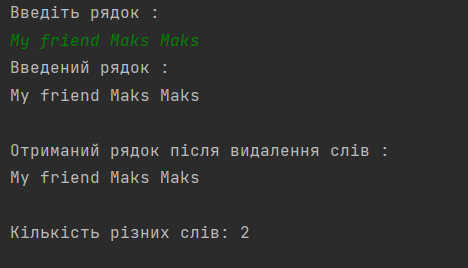 Введіть рядок :
My friend Maks Maks
Введений рядок :
My friend Maks Maks
Отриманий рядок після видалення слів :
My friend Maks Maks
Кількість різних слів: 2